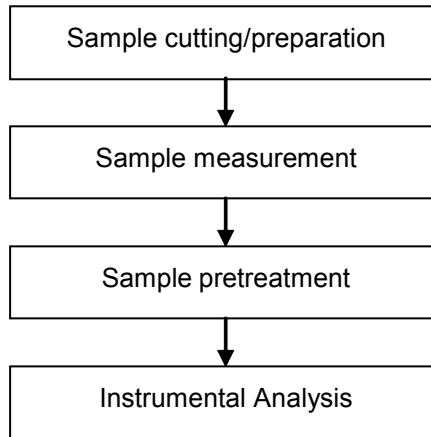 Sample cutting/preparation
Sample measurement
Sample pretreatment
Instrumental Analysis